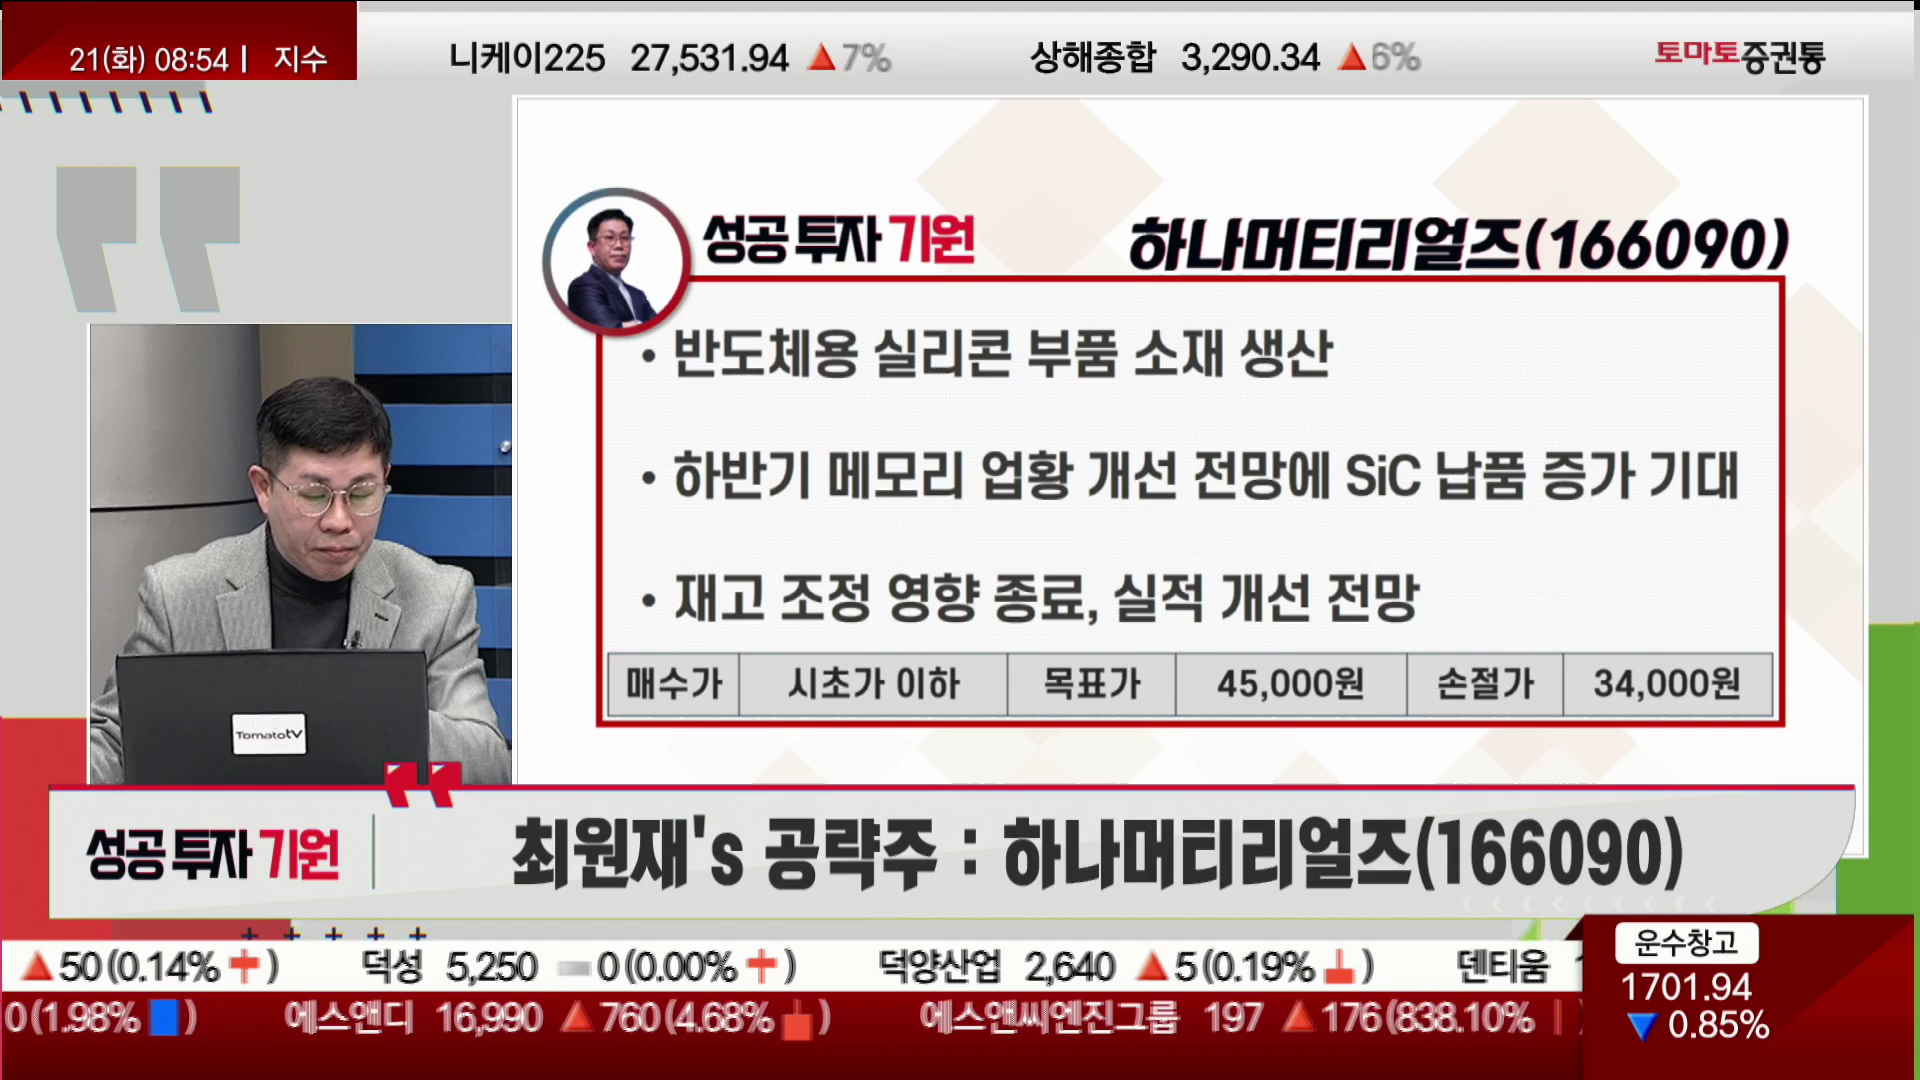 21(화) 08:54 | 지수
니케이225 27,531.94 ▲7%
상해종합 3,290.34 ▲6%
토마토증권통
성공 투자 기원
하나머티리얼즈(166090)
• 반도체용 실리콘 부품 소재 생산
• 하반기 메모리 업황 개선 전망에 SiC 납품 증가 기대
• 재고 조정 영향 종료, 실적 개선 전망
매수가 시초가 이하 목표가 45,000원 손절가 34,000원
TomatoTV
성공 투자 기원
최원재's 공략주 : 하나머티리얼즈(166090)
▲50(0.14% ) 덕성 5,250 0(0.00% ) 덕양산업 2,640 ▲5(0.19% ) 덴티움
0(1.98% ) 에스앤디 16,990 ▲760(4.68% ) 에스앤씨엔진그룹 197 ▲176(838.10%
운수창고
1701.94
▼0.85%